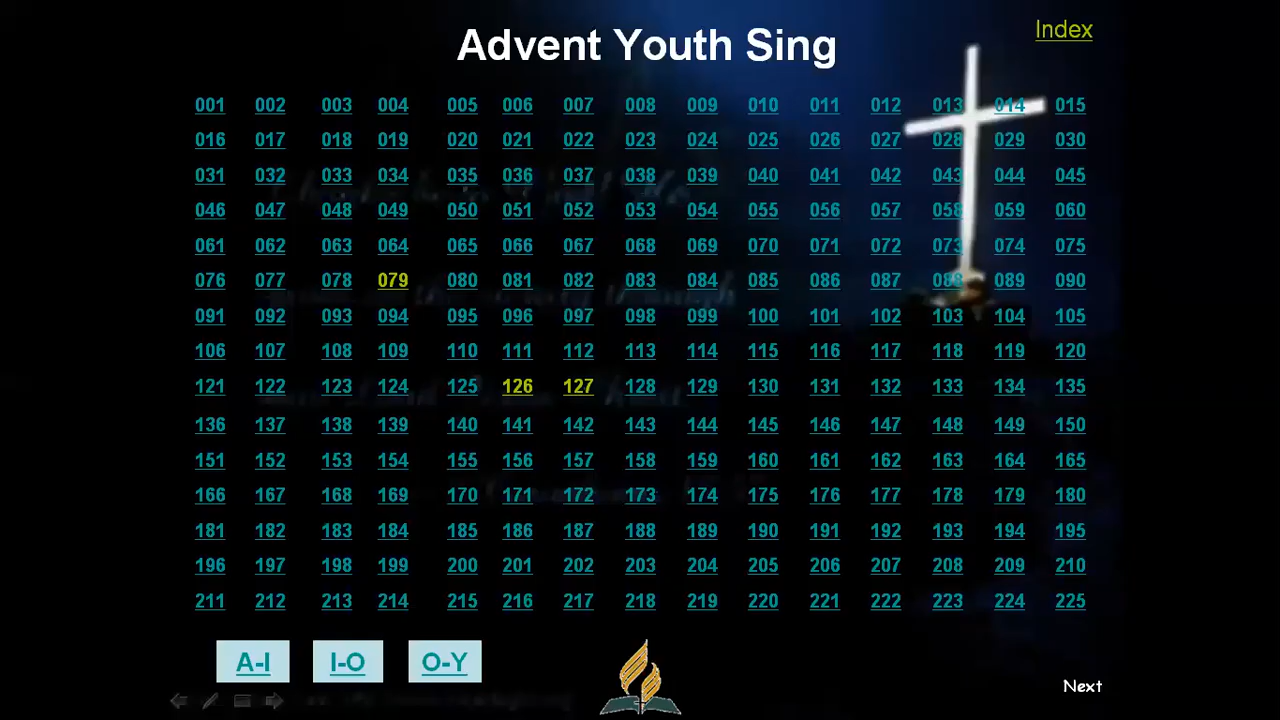 Advent Youth Sing
Index
001 002 003 004 005 006 007 008 009 010 011 012 013 014 015
016 017 018 019 020 021 022 023 024 025 026 027 028 029 030
031 032 033 034 035 036 037 038 039 040 041 042 043 044 045
046 047 048 049 050 051 052 053 054 055 056 057 058 059 060
061 062 063 064 065 066 067 068 069 070 071 072 073 074 075
076 077 078 079 080 081 082 083 084 085 086 087 088 089 090
091 092 093 094 095 096 097 098 099 100 101 102 103 104 105
106 107 108 109 110 111 112 113 114 115 116 117 118 119 120
121 122 123 124 125 126 127 128 129 130 131 132 133 134 135
136 137 138 139 140 141 142 143 144 145 146 147 148 149 150
151 152 153 154 155 156 157 158 159 160 161 162 163 164 165
166 167 168 169 170 171 172 173 174 175 176 177 178 179 180
181 182 183 184 185 186 187 188 189 190 191 192 193 194 195
196 197 198 199 200 201 202 203 204 205 206 207 208 209 210
211 212 213 214 215 216 217 218 219 220 221 222 223 224 225
A-I I-O O-Y
Next